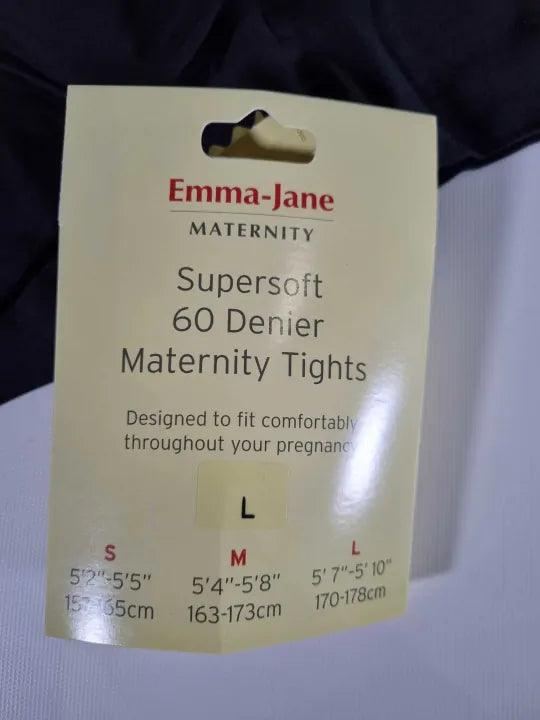 Emma-Jane
MATERNITY
Supersoft
60 Denier
Maternity Tights
Designed to fit comfortably
throughout your pregnancy
L
S M L
5'2"-5'5" 5'4"-5'8" 5' 7"-5' 10"
163-173cm 170-178cm